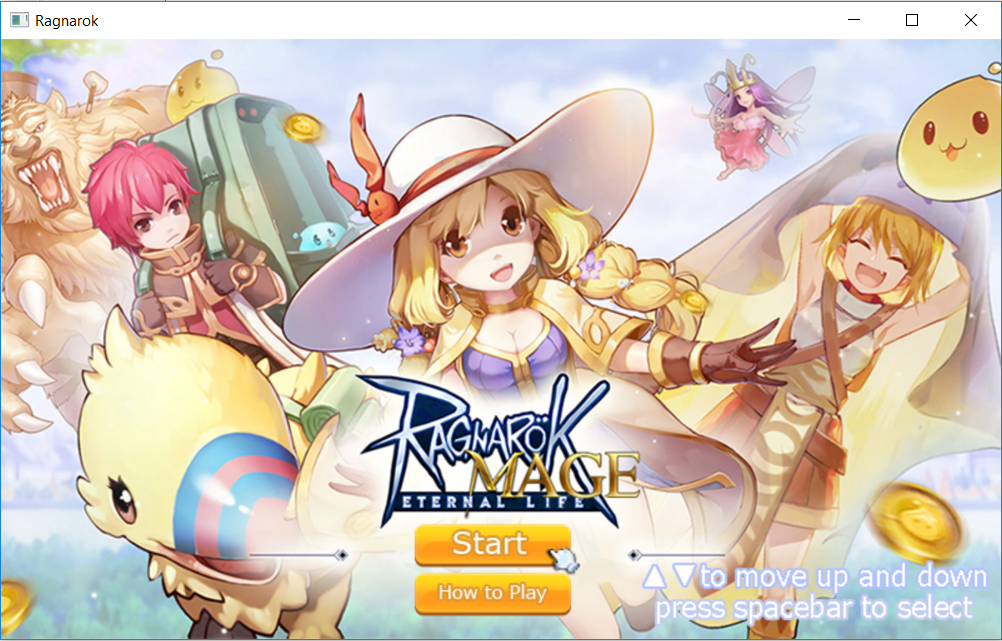 Ragnarok
RAGNARÖK
MAGE
ETERNAL LIFE
Start
How to Play
▲▼to move up and down
press spacebar to select